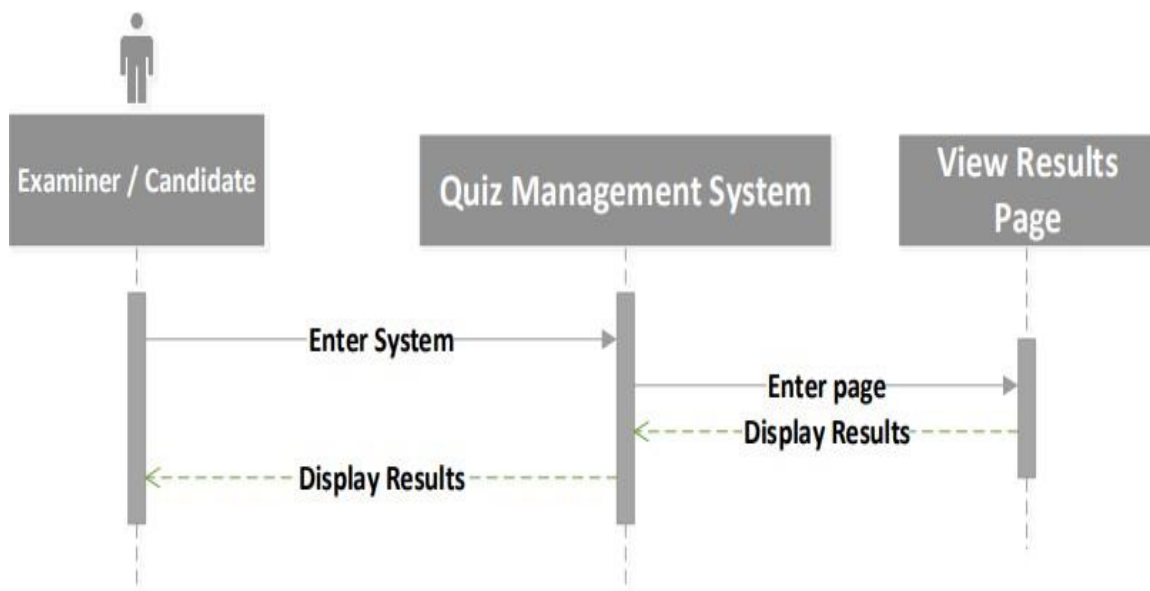 Examiner / Candidate
Quiz Management System
View Results
Page
Enter System
Enter page
Display Results
Display Results